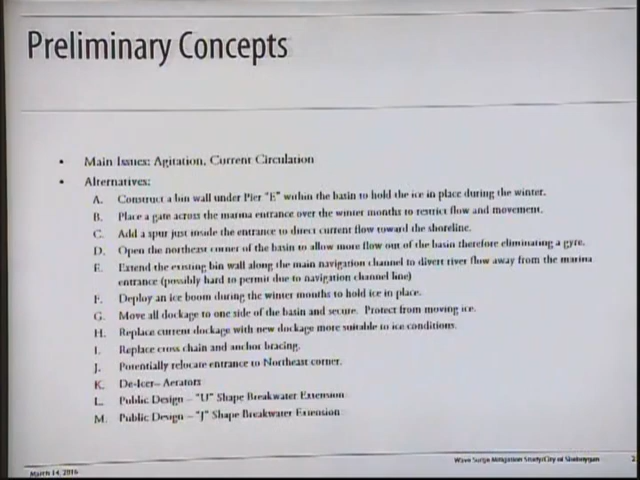 Preliminary Concepts
• Main Issues: Agitation, Current Circulation
• Alternatives:
A. Construct a bin wall under Pier "E" within the basin to hold the ice in place during the winter.
B. Place a gate across the marina entrance over the winter months to restrict flow and movement.
C. Add a spur just inside the entrance to direct current flow toward the shoreline.
D. Open the northeast corner of the basin to allow more flow out of the basin therefore eliminating a gyre.
E. Extend the existing bin wall along the main navigation channel to divert river flow away from the marina
entrance (possibly hard to permit due to navigation channel line)
F. Deploy an ice boom during the winter months to hold ice in place.
G. Move all dockage to one side of the basin and secure. Protect from moving ice.
H. Replace current dockage with new dockage more suitable to ice conditions.
I. Replace cross chain and anchor bracing.
J. Potentially relocate entrance to Northeast corner.
K. De-Icer– Aerators
L. Public Design – "U" Shape Breakwater Extension
M. Public Design – "J" Shape Breakwater Extension
March 14, 2016
Wave Surge Mitigation Study/City of Sheboygan
2